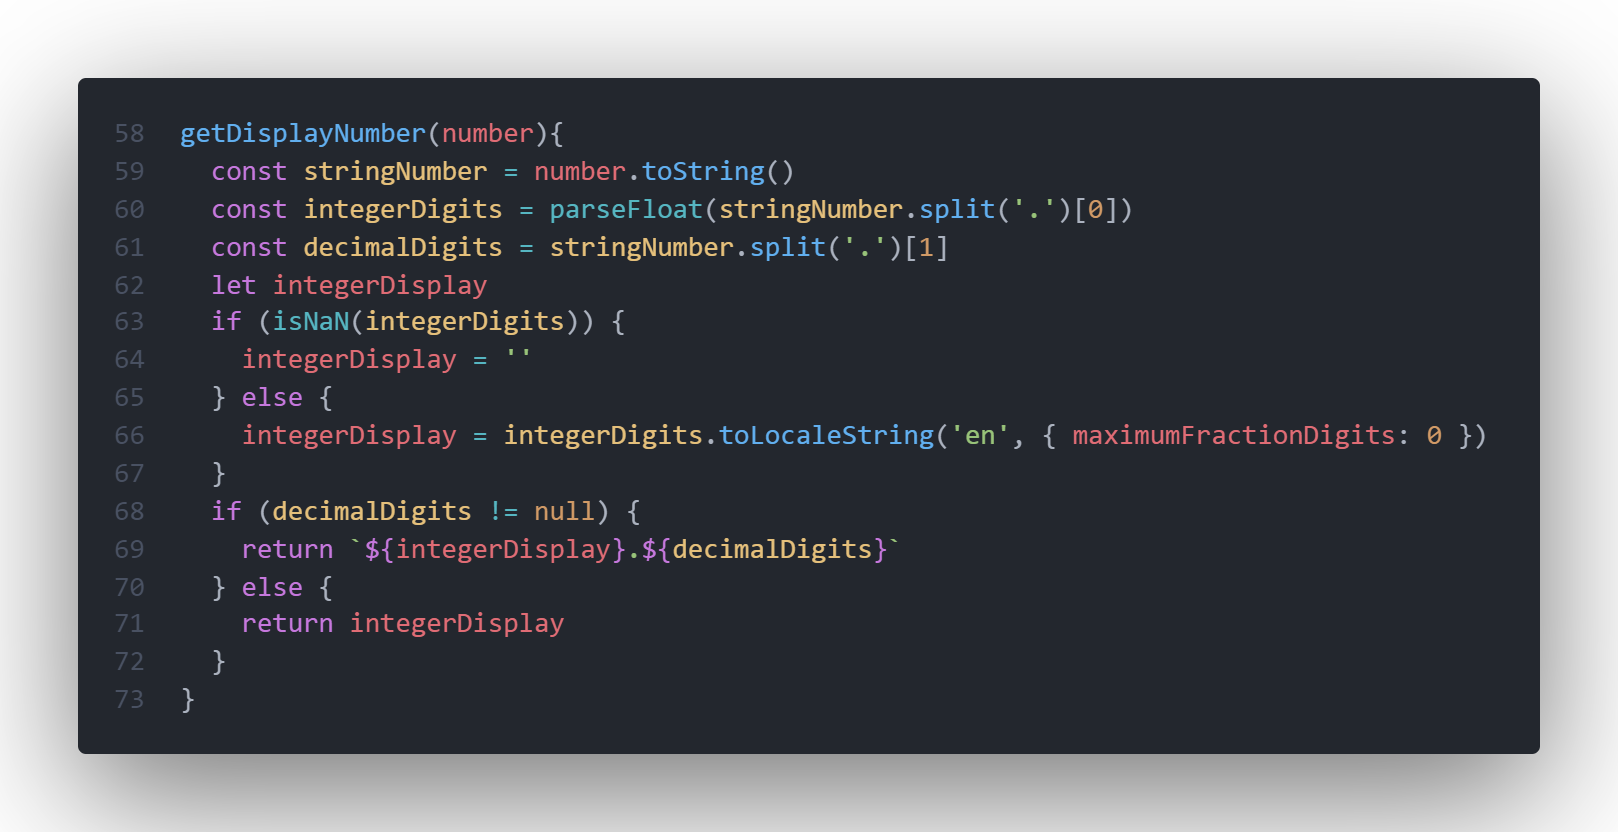 58 getDisplayNumber(number){
59   const stringNumber = number.toString()
60   const integerDigits = parseFloat(stringNumber.split('.')[0])
61   const decimalDigits = stringNumber.split('.')[1]
62   let integerDisplay
63   if (isNaN(integerDigits)) {
64     integerDisplay = ''
65   } else {
66     integerDisplay = integerDigits.toLocaleString('en', { maximumFractionDigits: 0 })
67   }
68   if (decimalDigits != null) {
69     return `${integerDisplay}.${decimalDigits}`
70   } else {
71     return integerDisplay
72   }
73 }